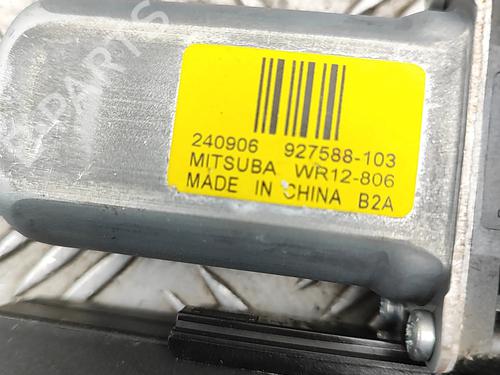 240906 927588-103
MITSUBA WR12-806
MADE IN CHINA B2A